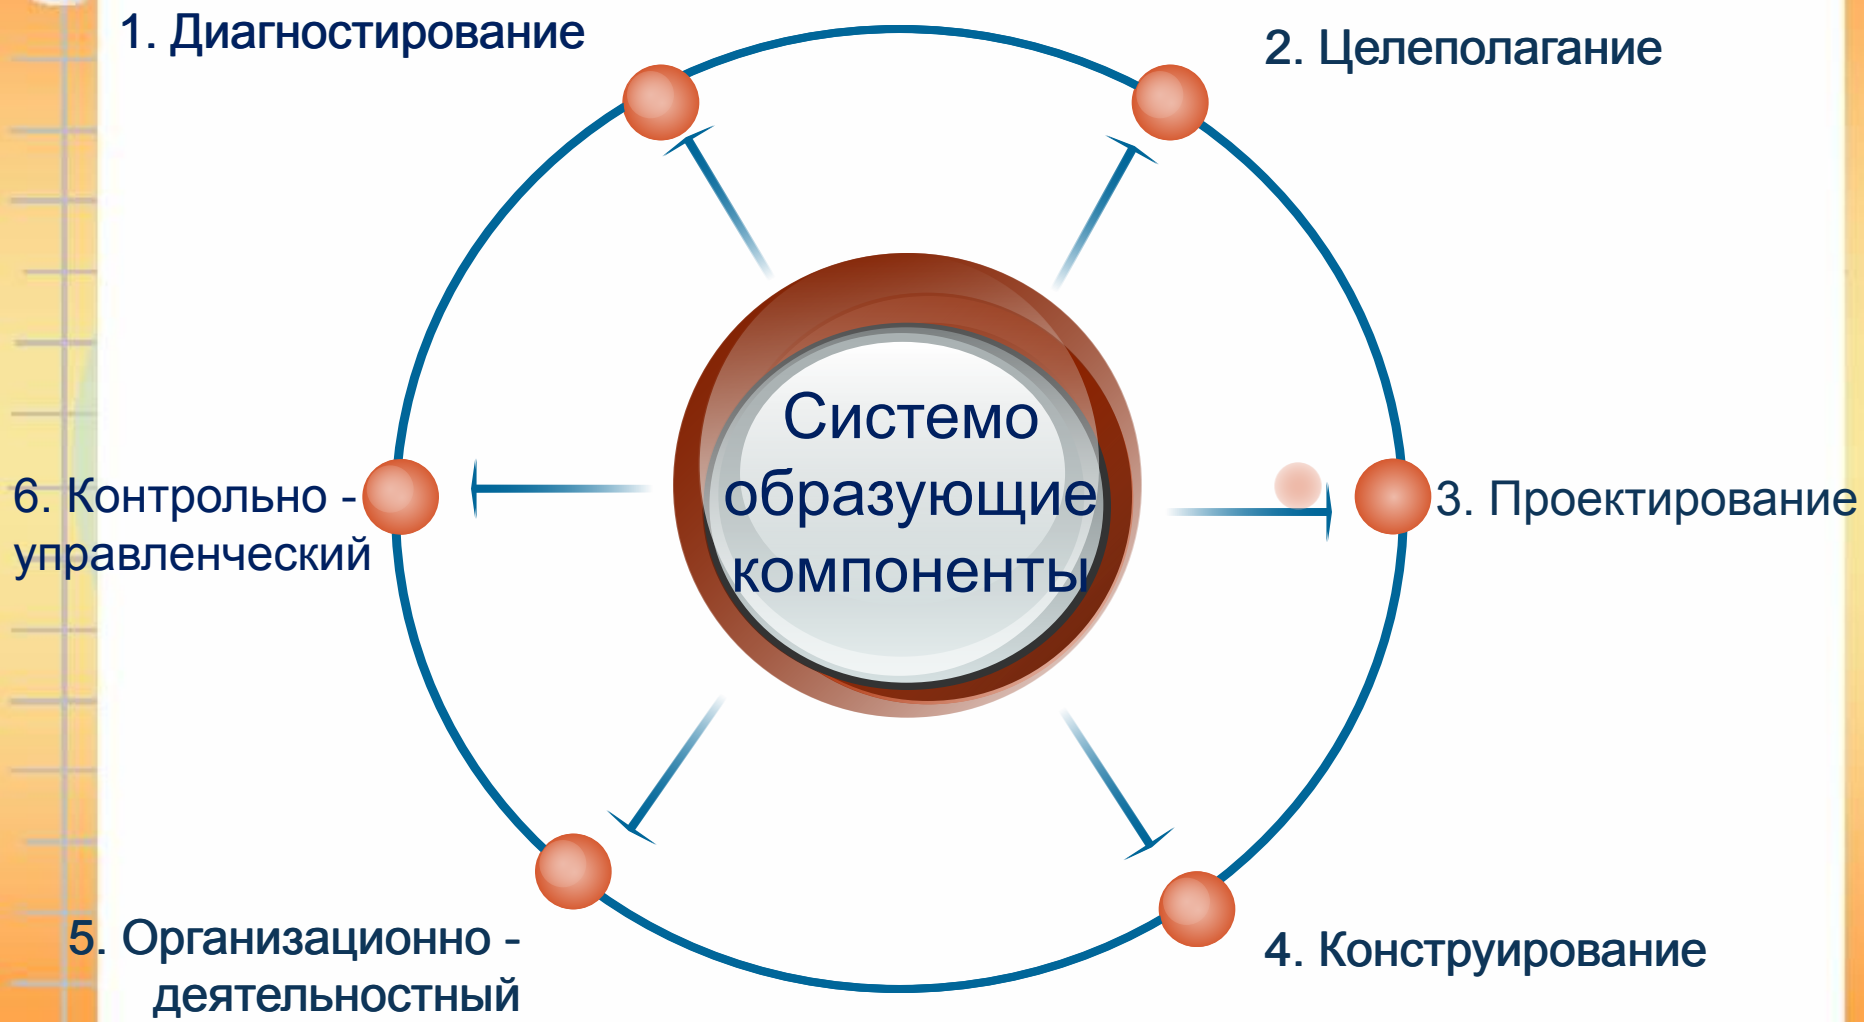 1. Диагностирование
2. Целеполагание
Системо
образующие
компоненты
3. Проектирование
4. Конструирование
5. Организационно -
деятельностный
6. Контрольно -
управленческий